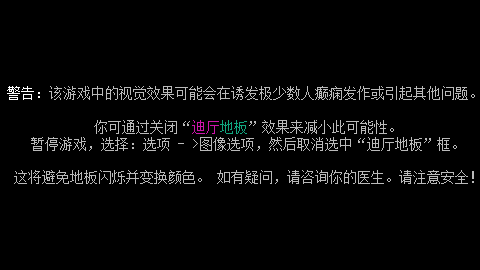 警告：该游戏中的视觉效果可能会在诱发极少数人癫痫发作或引起其他问题。
你可通过关闭“迪厅地板”效果来减小此可能性。
暂停游戏，选择：选项 - >图像选项，然后取消选中“迪厅地板”框。
这将避免地板闪烁并变换颜色。 如有疑问，请咨询你的医生。请注意安全！